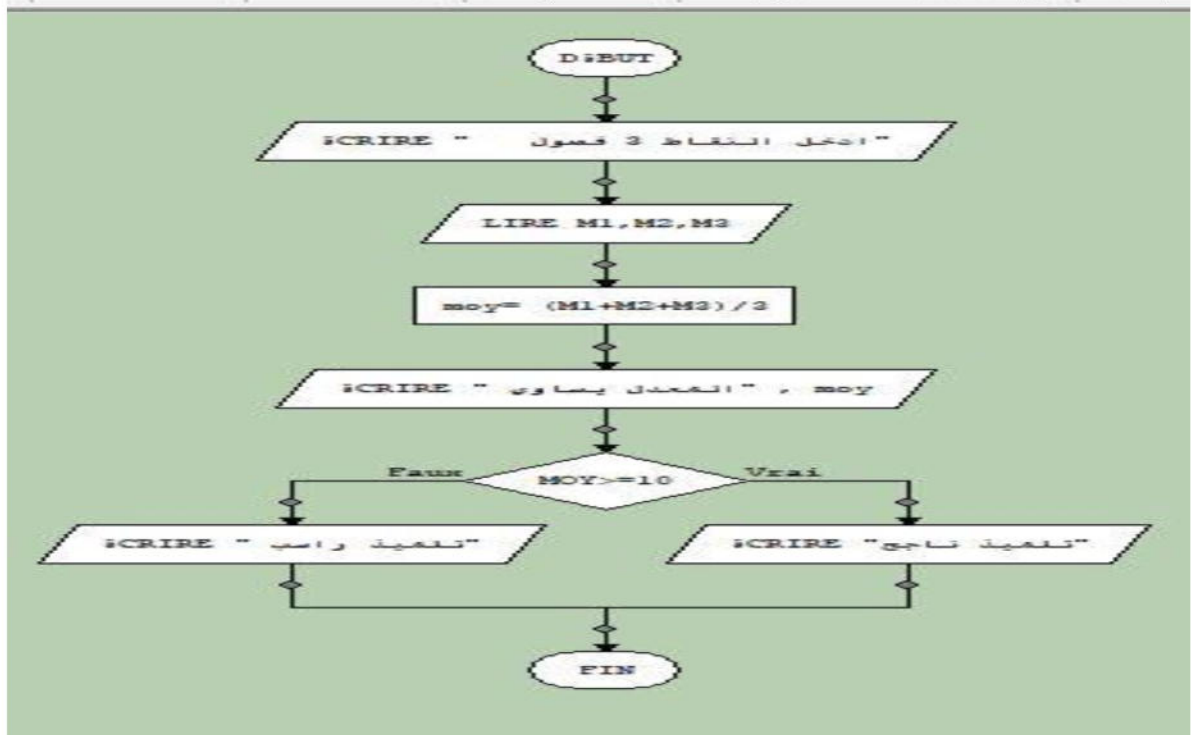 DÉBUT
ÉCRIRE " ادخل النقاط 3 فصول"
LIRE M1,M2,M3
moy= (M1+M2+M3)/3
ÉCRIRE " المعدل يساوي" , moy
Faux
MOY>=10
Vrai
ÉCRIRE " تلميذ راسب"
ÉCRIRE "تلميذ ناجح"
FIN